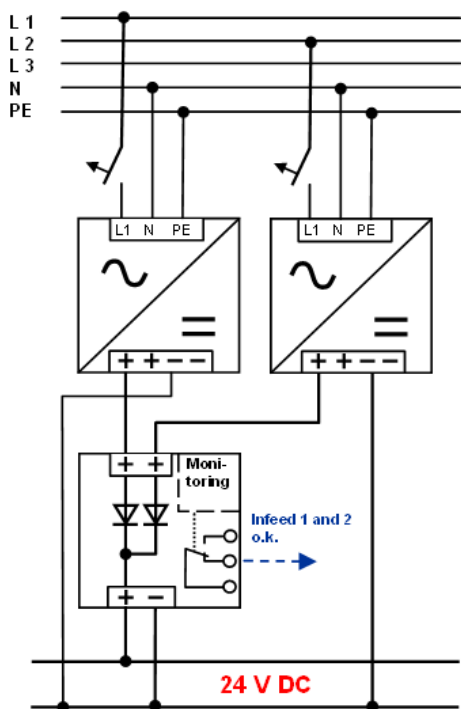 L 1
L 2
L 3
N
PE
L1 N PE
L1 N PE
+ + − −
+ + − −
+ +
Moni-
toring
Infeed 1 and 2
o.k.
+ −
24 V DC